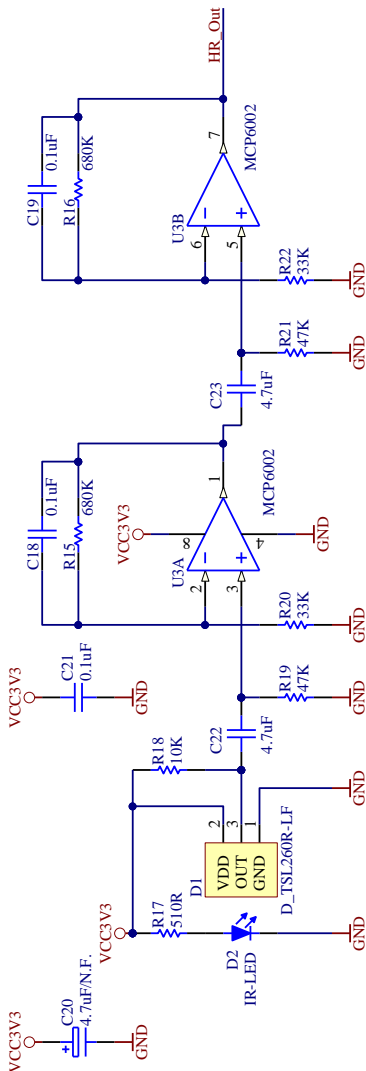 VCC3V3
C20
4.7uF/N.F.
GND
VCC3V3
R17
510R
D2
IR-LED
GND
D1
VDD
OUT
GND
2
3
1
D_TSL260R-LF
GND
R18
10K
C22
4.7uF
VCC3V3
C21
0.1uF
GND
R19
47K
GND
R20
33K
GND
C18
0.1uF
R15
680K
VCC3V3
U3A
2
3
8
4
1
MCP6002
GND
C23
4.7uF
R21
47K
GND
R22
33K
GND
C19
0.1uF
R16
680K
U3B
6
5
7
MCP6002
HR_Out